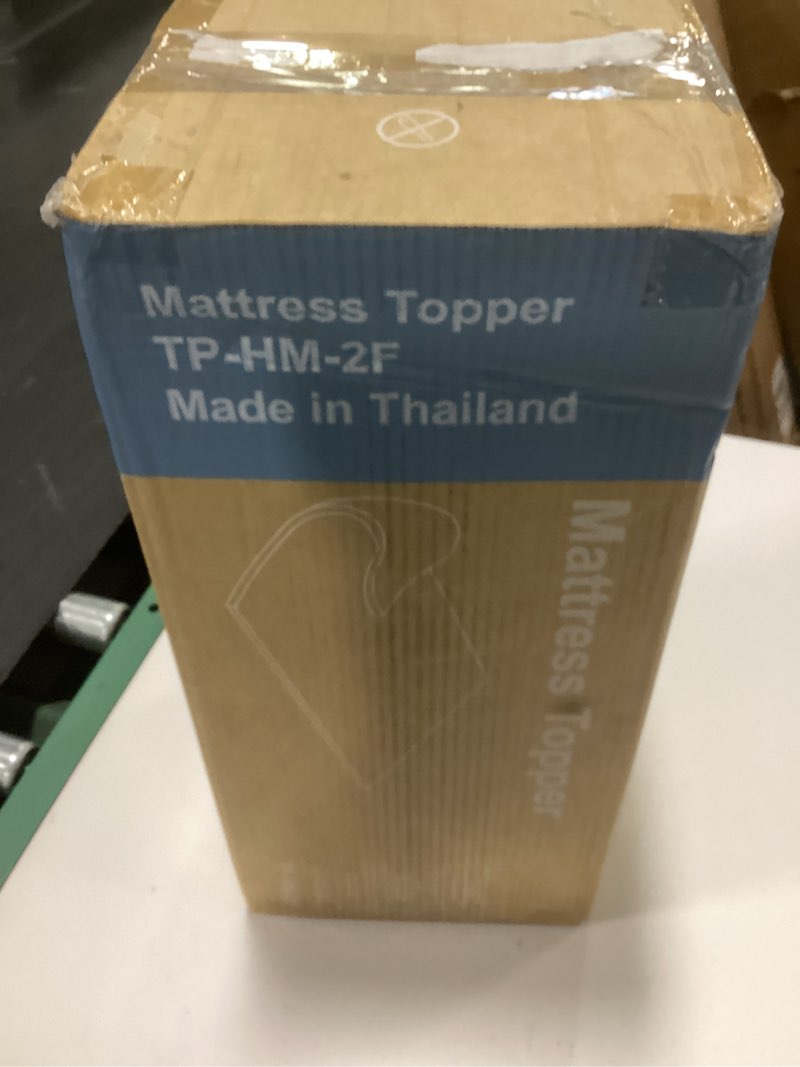 Mattress Topper
TP-HM-2F
Made in Thailand
Mattress Topper